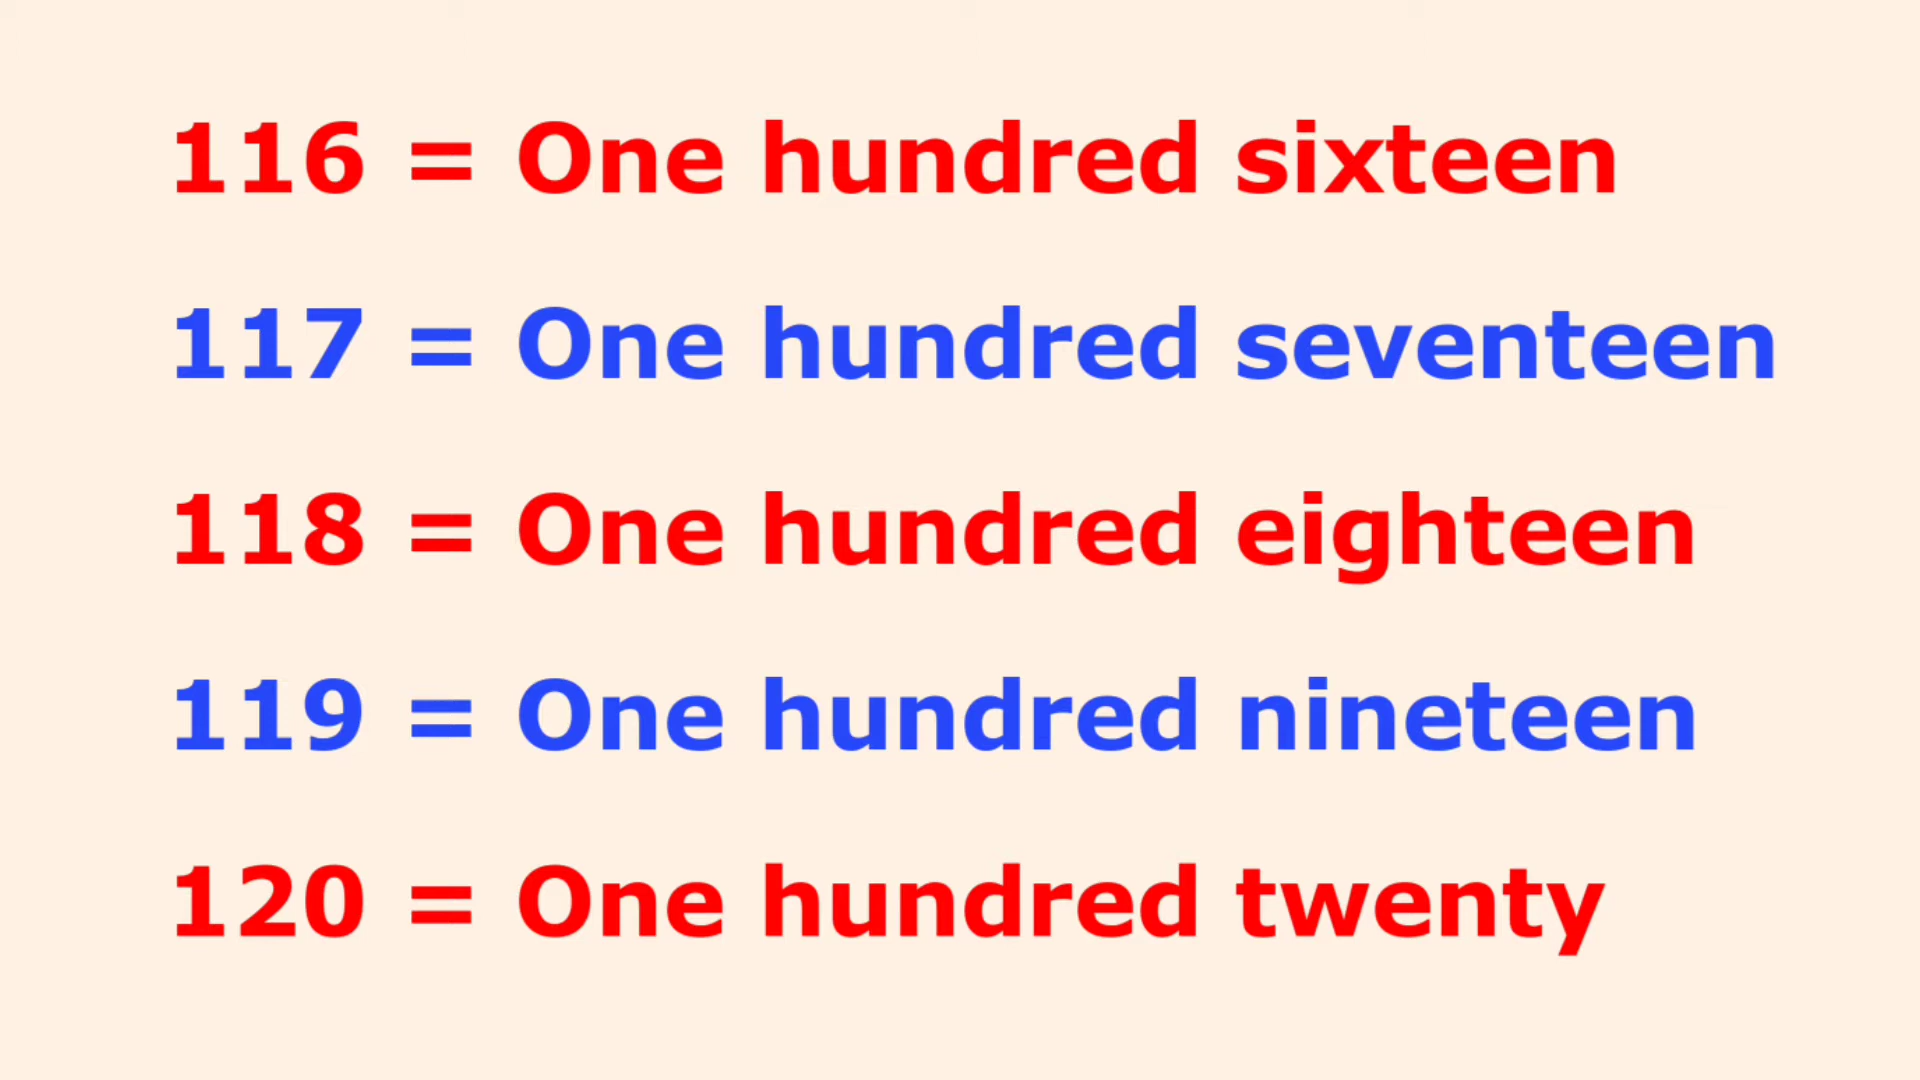 116 = One hundred sixteen
117 = One hundred seventeen
118 = One hundred eighteen
119 = One hundred nineteen
120 = One hundred twenty